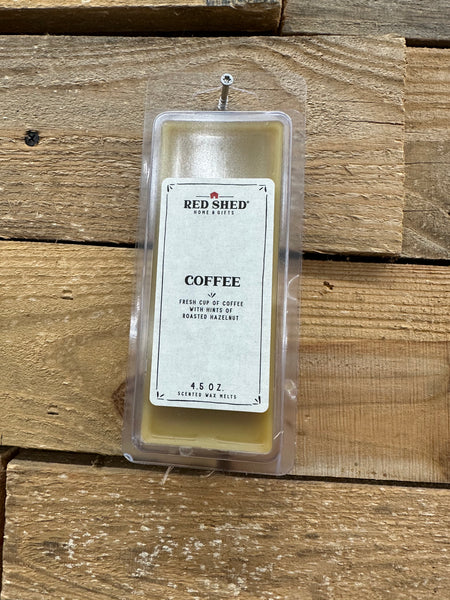 RED SHED®
HOME & GIFTS
COFFEE
FRESH CUP OF COFFEE
WITH HINTS OF
ROASTED HAZELNUT
4.5 OZ.
SCENTED WAX MELTS